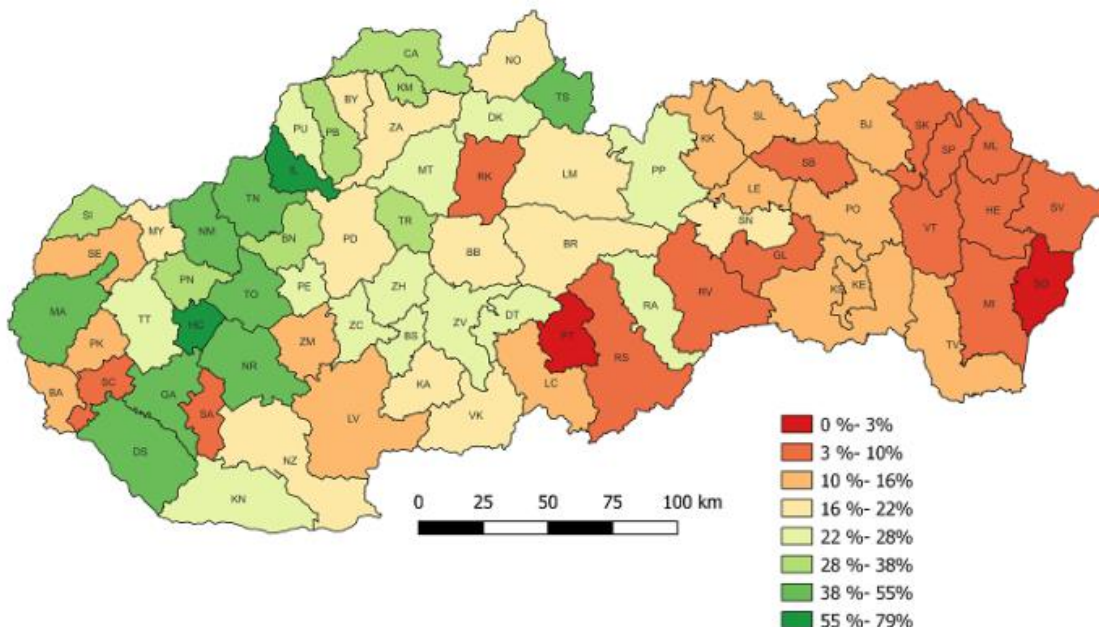 CA
NO
KM
TS
BY
PU
PB
ZA
DK
KK
SL
BJ
SK
SP
ML
SB
IL
MT
RK
LM
PP
LE
PO
HE
SV
TN
SI
NM
MY
BN
PD
TR
SN
VT
SE
BB
BR
GL
PN
TO
PE
ZH
RA
RV
KS
KE
MI
SO
MA
TT
HC
ZC
BS
ZV
DT
PT
RS
TV
PK
ZM
NR
BA
SC
GA
SA
KA
LC
LV
VK
DS
NZ
KN
0 25 50 75 100 km
0 %- 3%
3 %- 10%
10 %- 16%
16 %- 22%
22 %- 28%
28 %- 38%
38 %- 55%
55 %- 79%